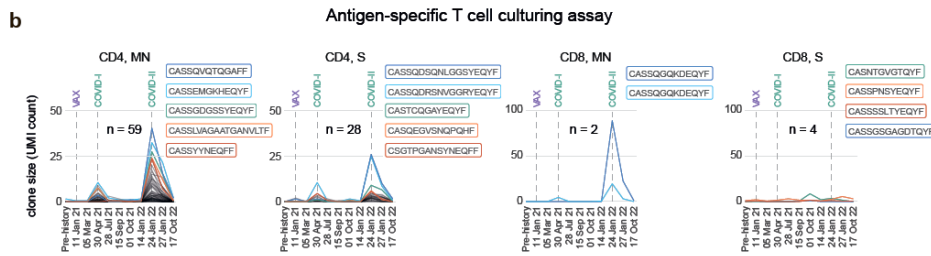 b
Antigen-specific T cell culturing assay
CD4, MN
VAX
COVID-I
COVID-II
CASSQVQTQGAFF
CASSEMGKHEQYF
CASSGDGSSYEQYF
CASSLVAGAATGANVLTF
CASSYYNEQFF
clone size (UMI count)
50
25
0
n = 59
Pre-history
11 Jan 21
05 Mar 21
30 Apr 21
28 Jul 21
15 Sep 21
01 Oct 21
14 Jan 22
24 Jan 22
27 Jan 22
17 Oct 22
CD4, S
VAX
COVID-I
COVID-II
CASSQDSQNLGGSYEQYF
CASSQDRSNVGGRYEQYF
CASTCQGAYEQYF
CASQEGVSNQPQHF
CSGTPGANSYNEQFF
50
25
0
n = 28
Pre-history
11 Jan 21
05 Mar 21
30 Apr 21
28 Jul 21
15 Sep 21
01 Oct 21
14 Jan 22
24 Jan 22
27 Jan 22
17 Oct 22
CD8, MN
VAX
COVID-I
COVID-II
CASSQGQKDEQYF
CASSQGQKDEQYF
100
50
0
n = 2
Pre-history
11 Jan 21
05 Mar 21
30 Apr 21
28 Jul 21
15 Sep 21
01 Oct 21
14 Jan 22
24 Jan 22
27 Jan 22
17 Oct 22
CD8, S
VAX
COVID-I
COVID-II
CASNTGVGTQYF
CASSPNSYEQYF
CASSSSLTYEQYF
CASSGSGAGDTQYF
100
50
0
n = 4
Pre-history
11 Jan 21
05 Mar 21
30 Apr 21
28 Jul 21
15 Sep 21
01 Oct 21
14 Jan 22
24 Jan 22
27 Jan 22
17 Oct 22